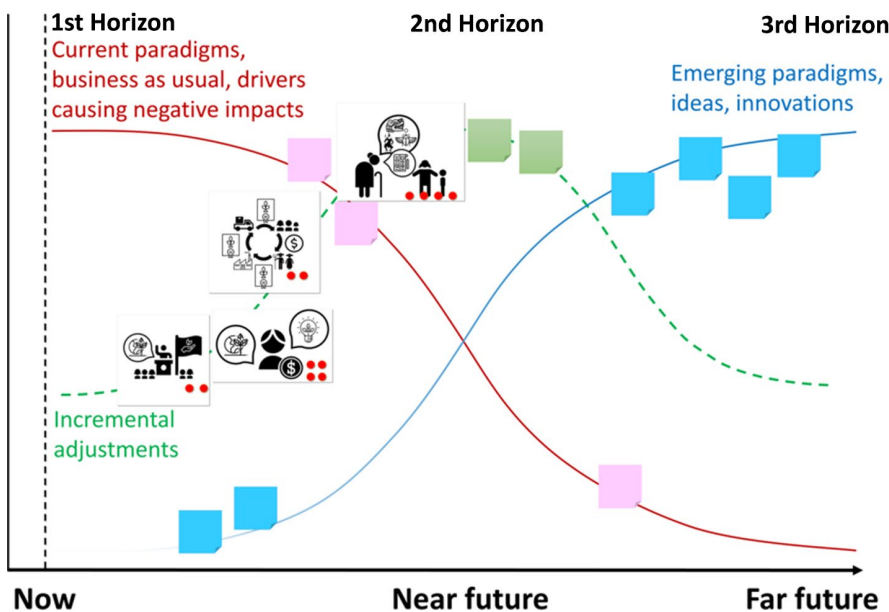 1st Horizon
2nd Horizon
3rd Horizon
Current paradigms,
business as usual, drivers
causing negative impacts
Emerging paradigms,
ideas, innovations
$
$
Incremental
adjustments
Now
Near future
Far future